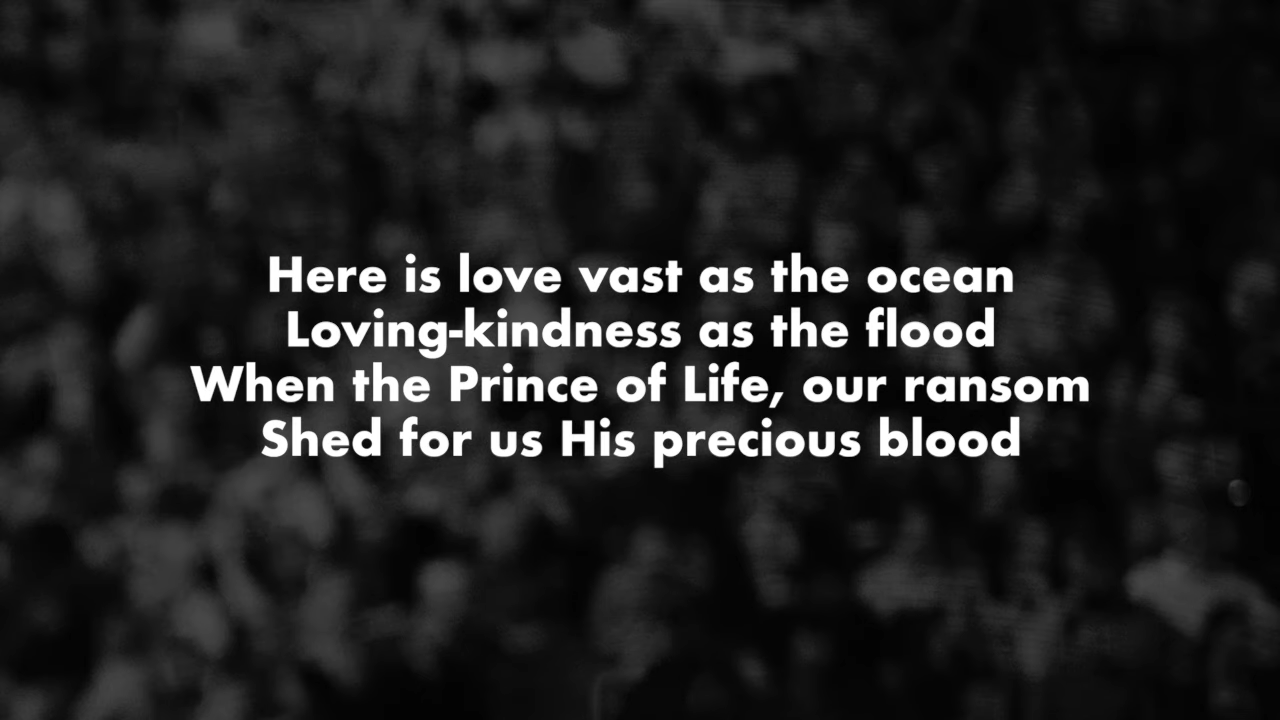 Here is love vast as the ocean
Loving-kindness as the flood
When the Prince of Life, our ransom
Shed for us His precious blood